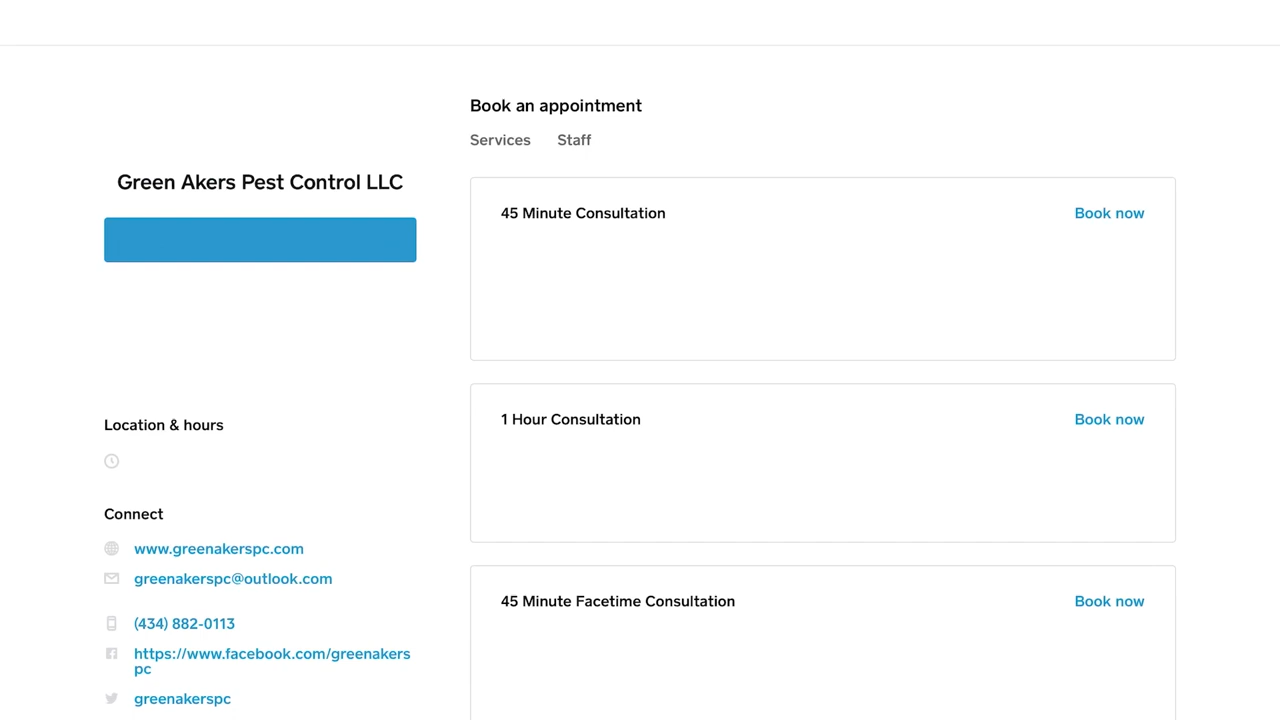 Book an appointment
Services Staff
Green Akers Pest Control LLC
45 Minute Consultation Book now
1 Hour Consultation Book now
Location & hours
Connect
www.greenakerspc.com
greenakerspc@outlook.com
(434) 882-0113
https://www.facebook.com/greenakers
pc
greenakerspc
45 Minute Facetime Consultation Book now